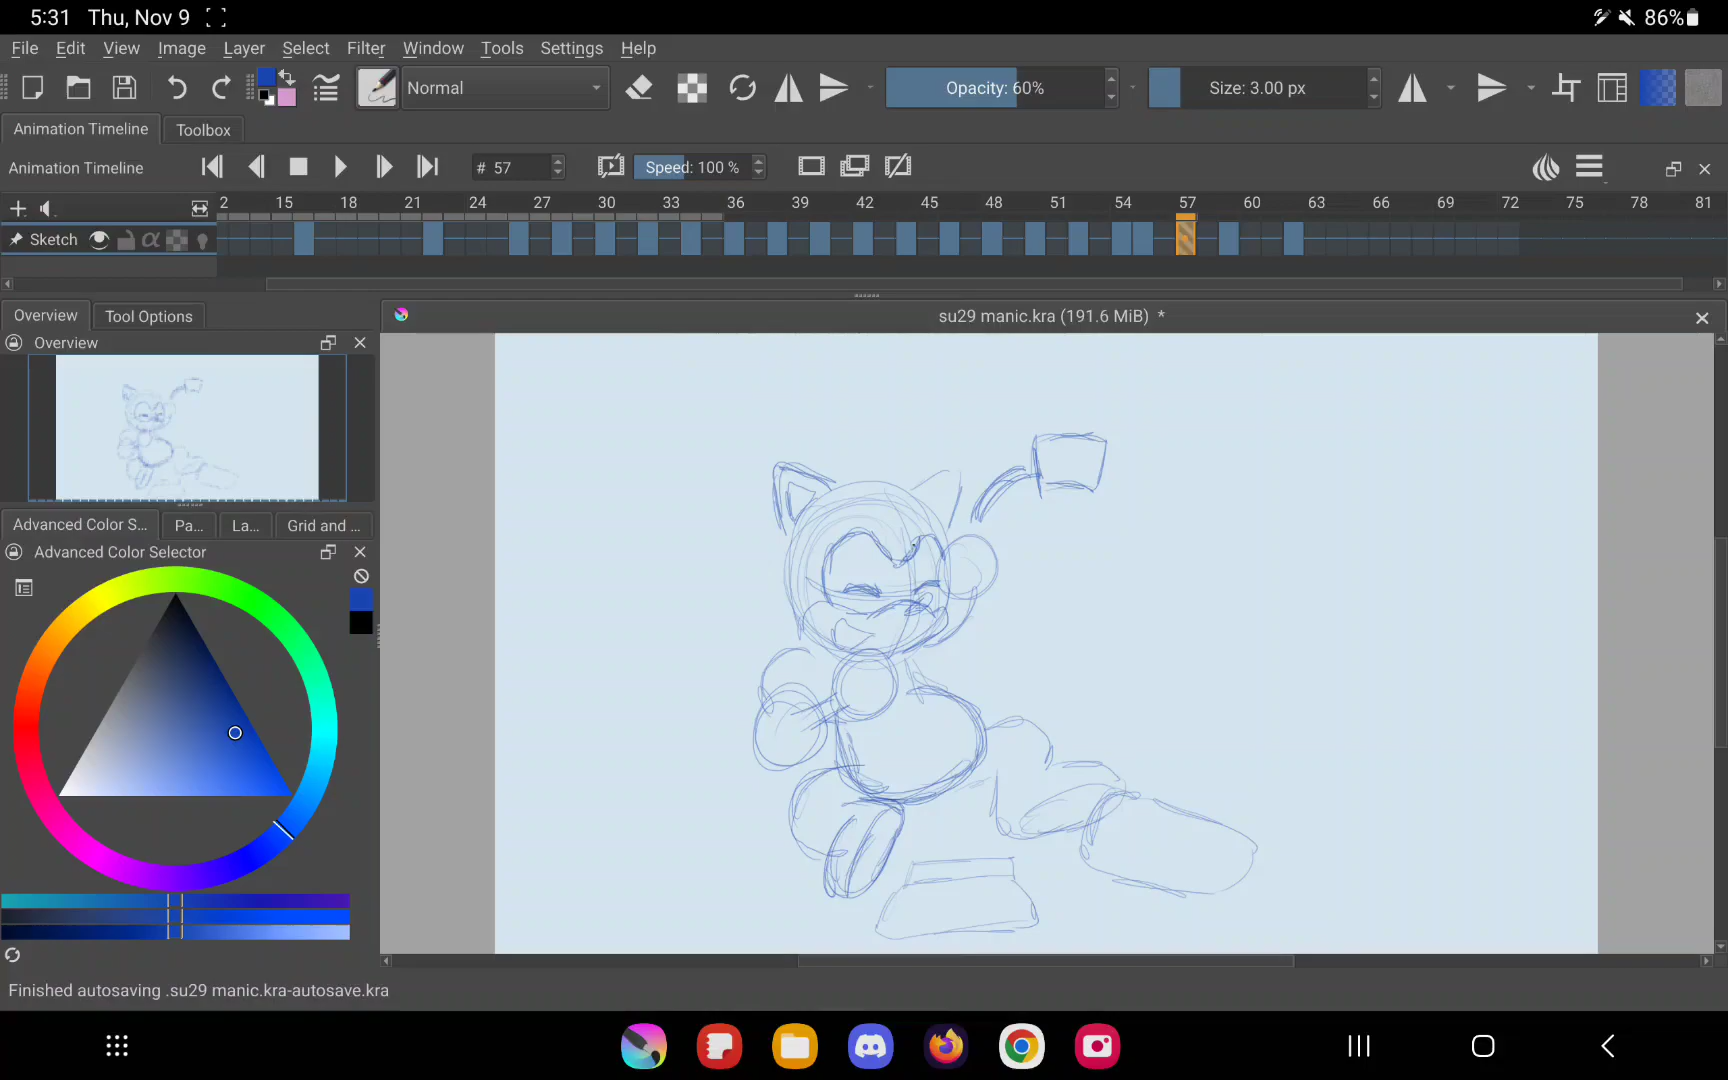 5:31 Thu, Nov 9 86%
File Edit View Image Layer Select Filter Window Tools Settings Help
Normal Opacity: 60% Size: 3.00 px
Animation Timeline Toolbox
Animation Timeline # 57 Speed: 100 %
2 15 18 21 24 27 30 33 36 39 42 45 48 51 54 57 60 63 66 69 72 75 78 81
Sketch
Overview Tool Options
su29 manic.kra (191.6 MiB) *
Overview
Advanced Color S... Pa... La... Grid and ...
Advanced Color Selector
Finished autosaving .su29 manic.kra-autosave.kra